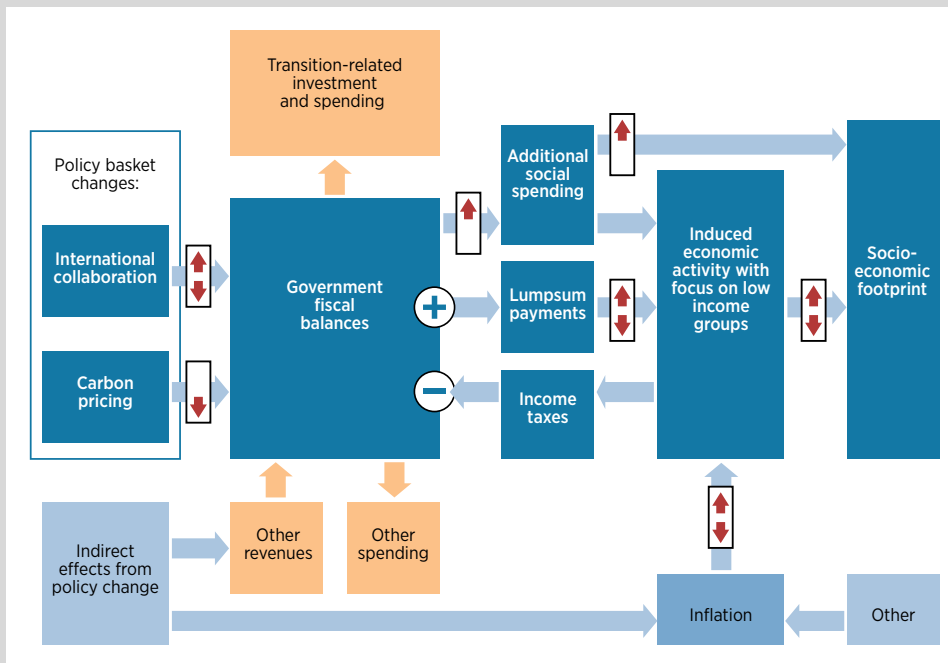 Transition-related
investment
and spending
Policy basket
changes:
International
collaboration
Carbon
pricing
Government
fiscal
balances
+
−
Additional
social
spending
Lumpsum
payments
Income
taxes
Induced
economic
activity with
focus on low
income
groups
Socio-
economic
footprint
Indirect
effects from
policy change
Other
revenues
Other
spending
Inflation
Other